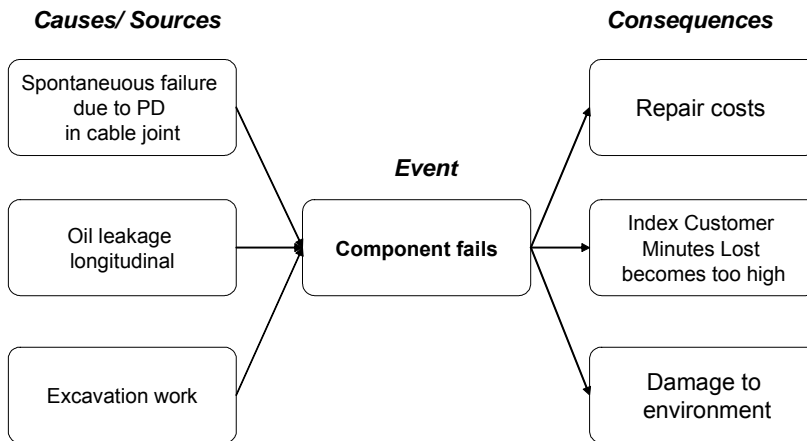 Causes/ Sources
Spontaneuous failure
due to PD
in cable joint
Oil leakage
longitudinal
Excavation work
Event
Component fails
Consequences
Repair costs
Index Customer
Minutes Lost
becomes too high
Damage to
environment